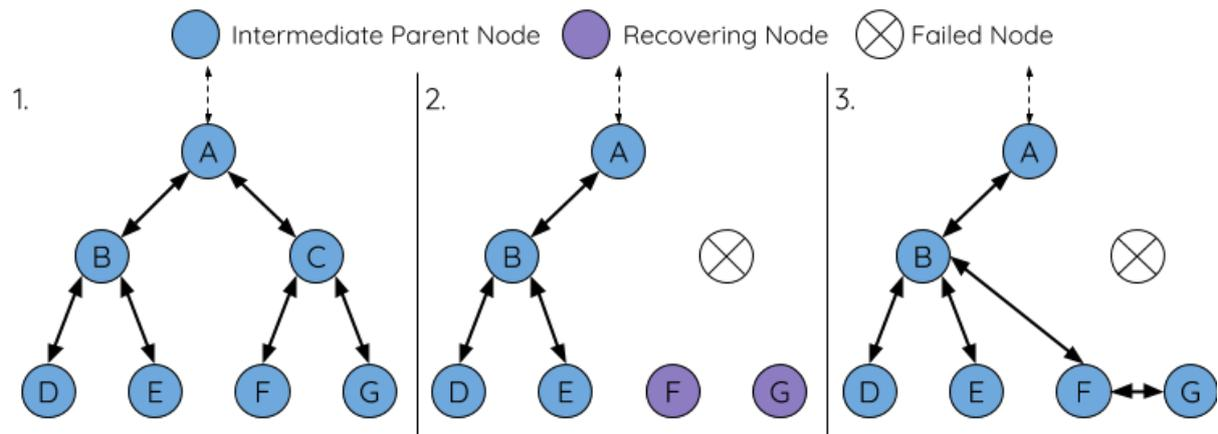 Intermediate Parent Node Recovering Node Failed Node
1. 2. 3.
A A A
B C B B
D E F G D E F G D E F G